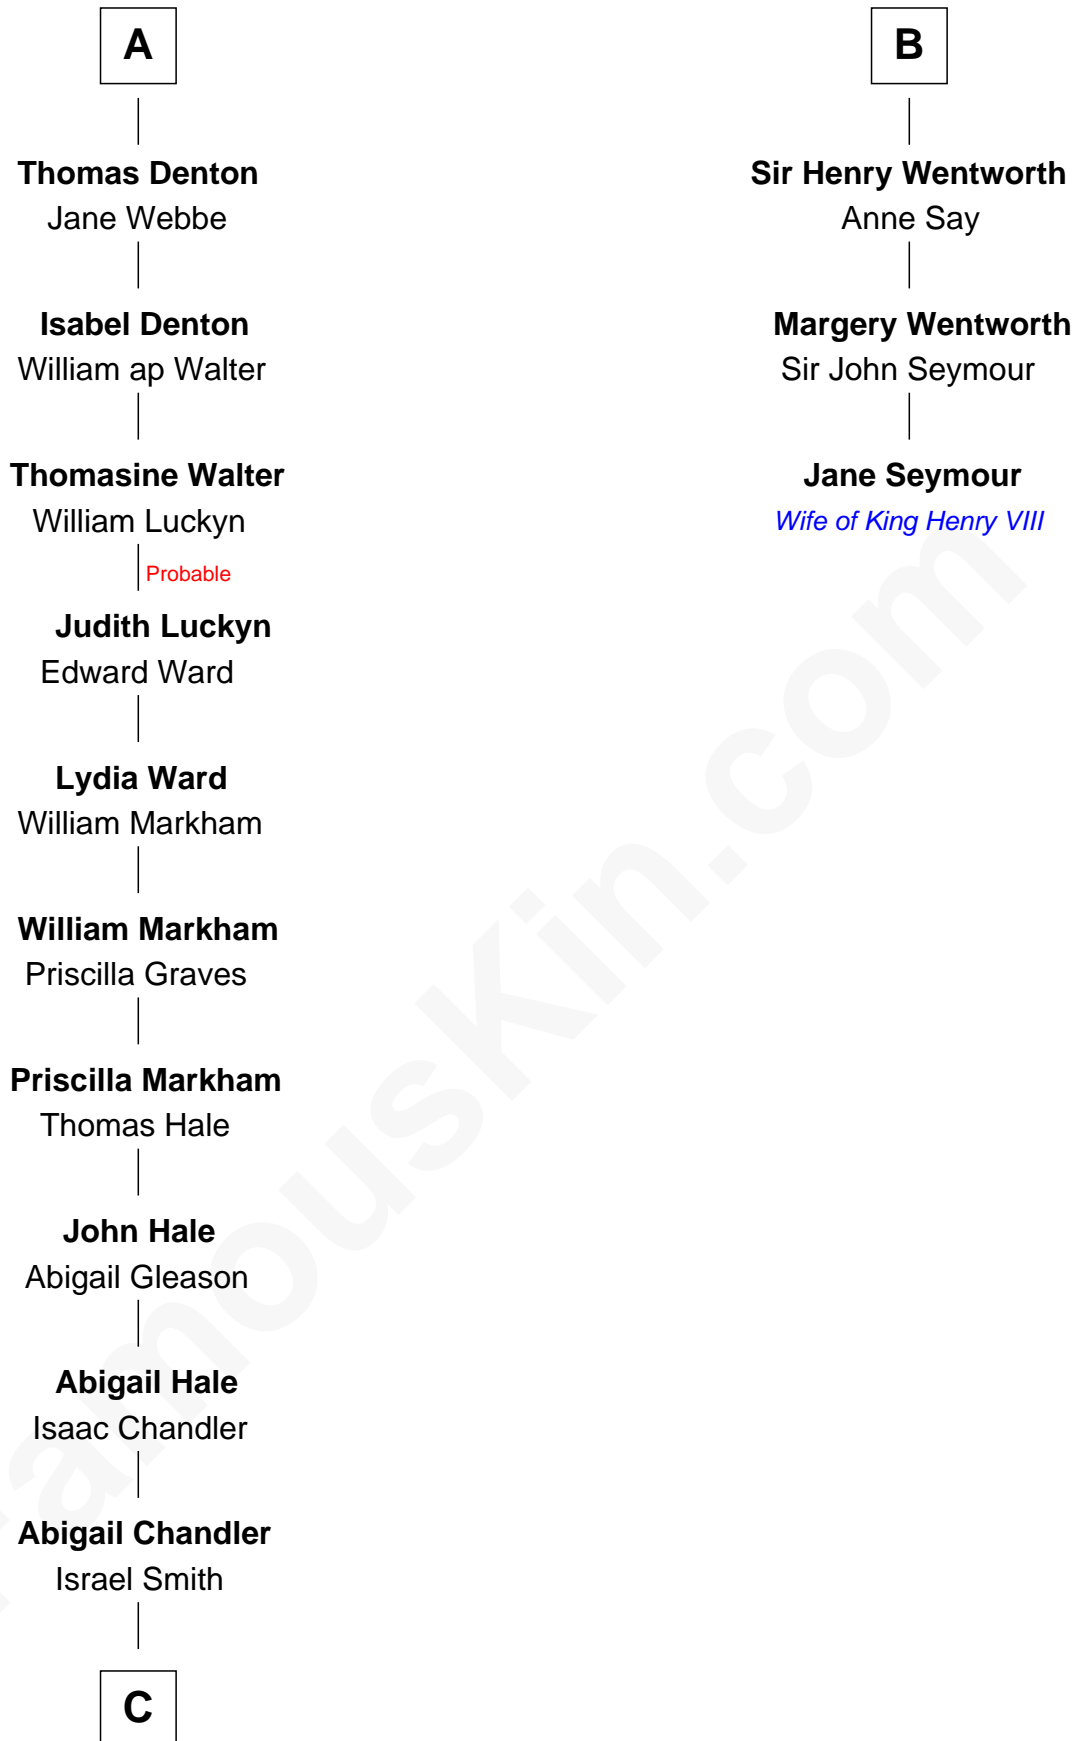 A
Thomas Denton
Jane Webbe
Isabel Denton
William ap Walter
Thomasine Walter
William Luckyn
Probable
Judith Luckyn
Edward Ward
Lydia Ward
William Markham
William Markham
Priscilla Graves
Priscilla Markham
Thomas Hale
John Hale
Abigail Gleason
Abigail Hale
Isaac Chandler
Abigail Chandler
Israel Smith
C
B
Sir Henry Wentworth
Anne Say
Margery Wentworth
Sir John Seymour
Jane Seymour
Wife of King Henry VIII
FamousKin.com